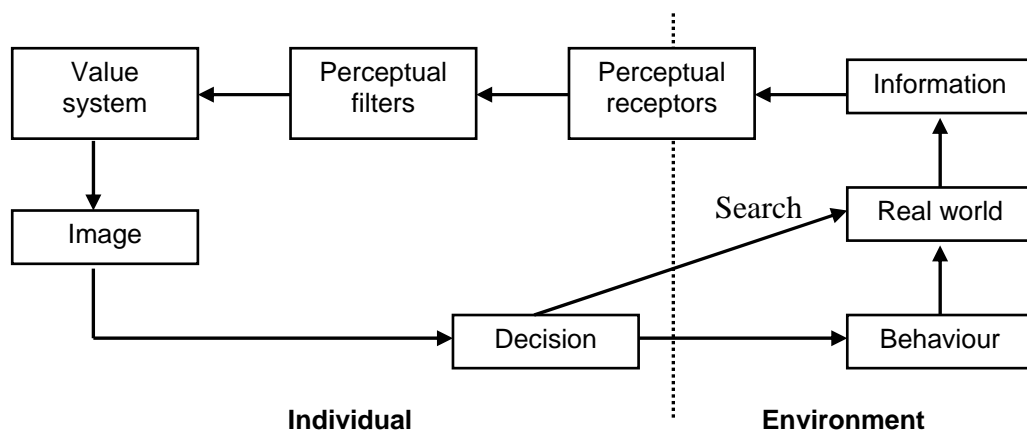 Value
system
Perceptual
filters
Perceptual
receptors
Information
Search
Real world
Image
Decision
Behaviour
Individual
Environment